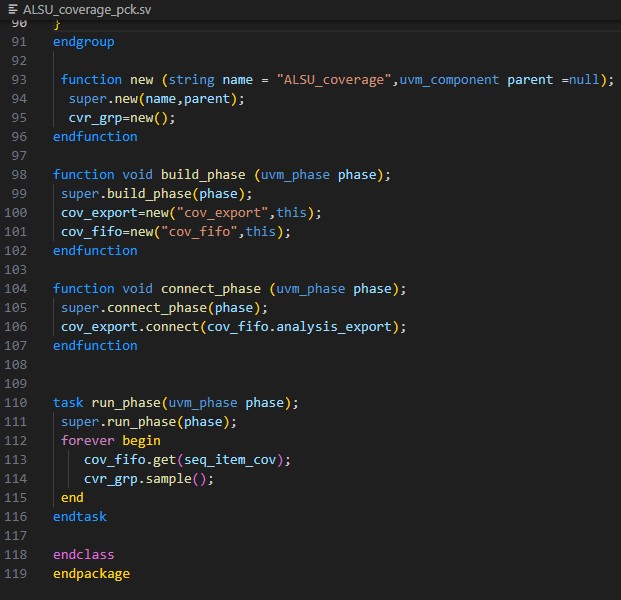 ALSU_coverage_pck.sv
90 }
91 endgroup
92
93 function new (string name = "ALSU_coverage",uvm_component parent =null);
94 super.new(name,parent);
95 cvr_grp=new();
96 endfunction
97
98 function void build_phase (uvm_phase phase);
99 super.build_phase(phase);
100 cov_export=new("cov_export",this);
101 cov_fifo=new("cov_fifo",this);
102 endfunction
103
104 function void connect_phase (uvm_phase phase);
105 super.connect_phase(phase);
106 cov_export.connect(cov_fifo.analysis_export);
107 endfunction
108
109
110 task run_phase(uvm_phase phase);
111 super.run_phase(phase);
112 forever begin
113 cov_fifo.get(seq_item_cov);
114 cvr_grp.sample();
115 end
116 endtask
117
118 endclass
119 endpackage